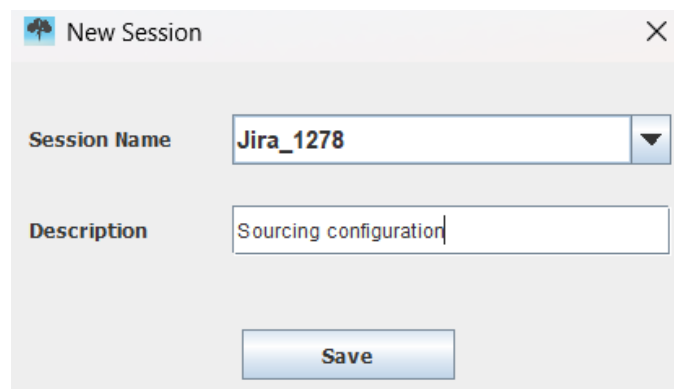 New Session
Session Name Jira_1278
Description Sourcing configuration
Save